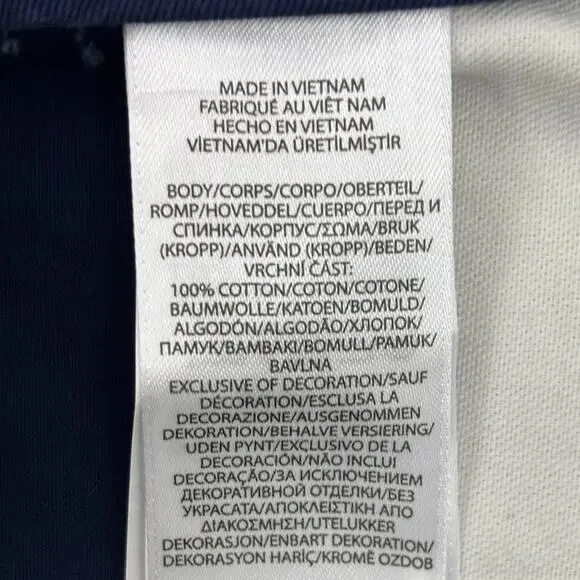 MADE IN VIETNAM
FABRIQUÉ AU VIÊT NAM
HECHO EN VIETNAM
VİETNAM'DA ÜRETİLMİŞTİR
BODY/CORPS/CORPO/OBERTEIL/
ROMP/HOVEDDEL/CUERPO/ПЕРЕД И
СПИНКА/КОРПУС/ΣΩΜΑ/BRUK
(KROPP)/ANVÄND (KROPP)/BEDEN/
VRCHNÍ ČÁST:
100% COTTON/COTON/COTONE/
BAUMWOLLE/KATOEN/BOMULD/
ALGODÓN/ALGODÃO/ХЛОПОК/
ПАМУК/ΒΑΜΒΑΚΙ/BOMULL/PAMUK/
BAVLNA
EXCLUSIVE OF DECORATION/SAUF
DÉCORATION/ESCLUSA LA
DECORAZIONE/AUSGENOMMEN
DEKORATION/BEHALVE VERSIERING/
UDEN PYNT/EXCLUSIVO DE LA
DECORACIÓN/NÃO INCLUI
DECORAÇÃO/ЗА ИСКЛЮЧЕНИЕМ
ДЕКОРАТИВНОЙ ОТДЕЛКИ/БЕЗ
УКРАСАТА/ΑΠΟΚΛΕΙΣΤΙΚΗ ΑΠΟ
ΔΙΑΚΟΣΜΗΣΗ/UTELUKKER
DEKORASJON/ENBART DEKORATION/
DEKORASYON HARİÇ/KROMĚ OZDOB